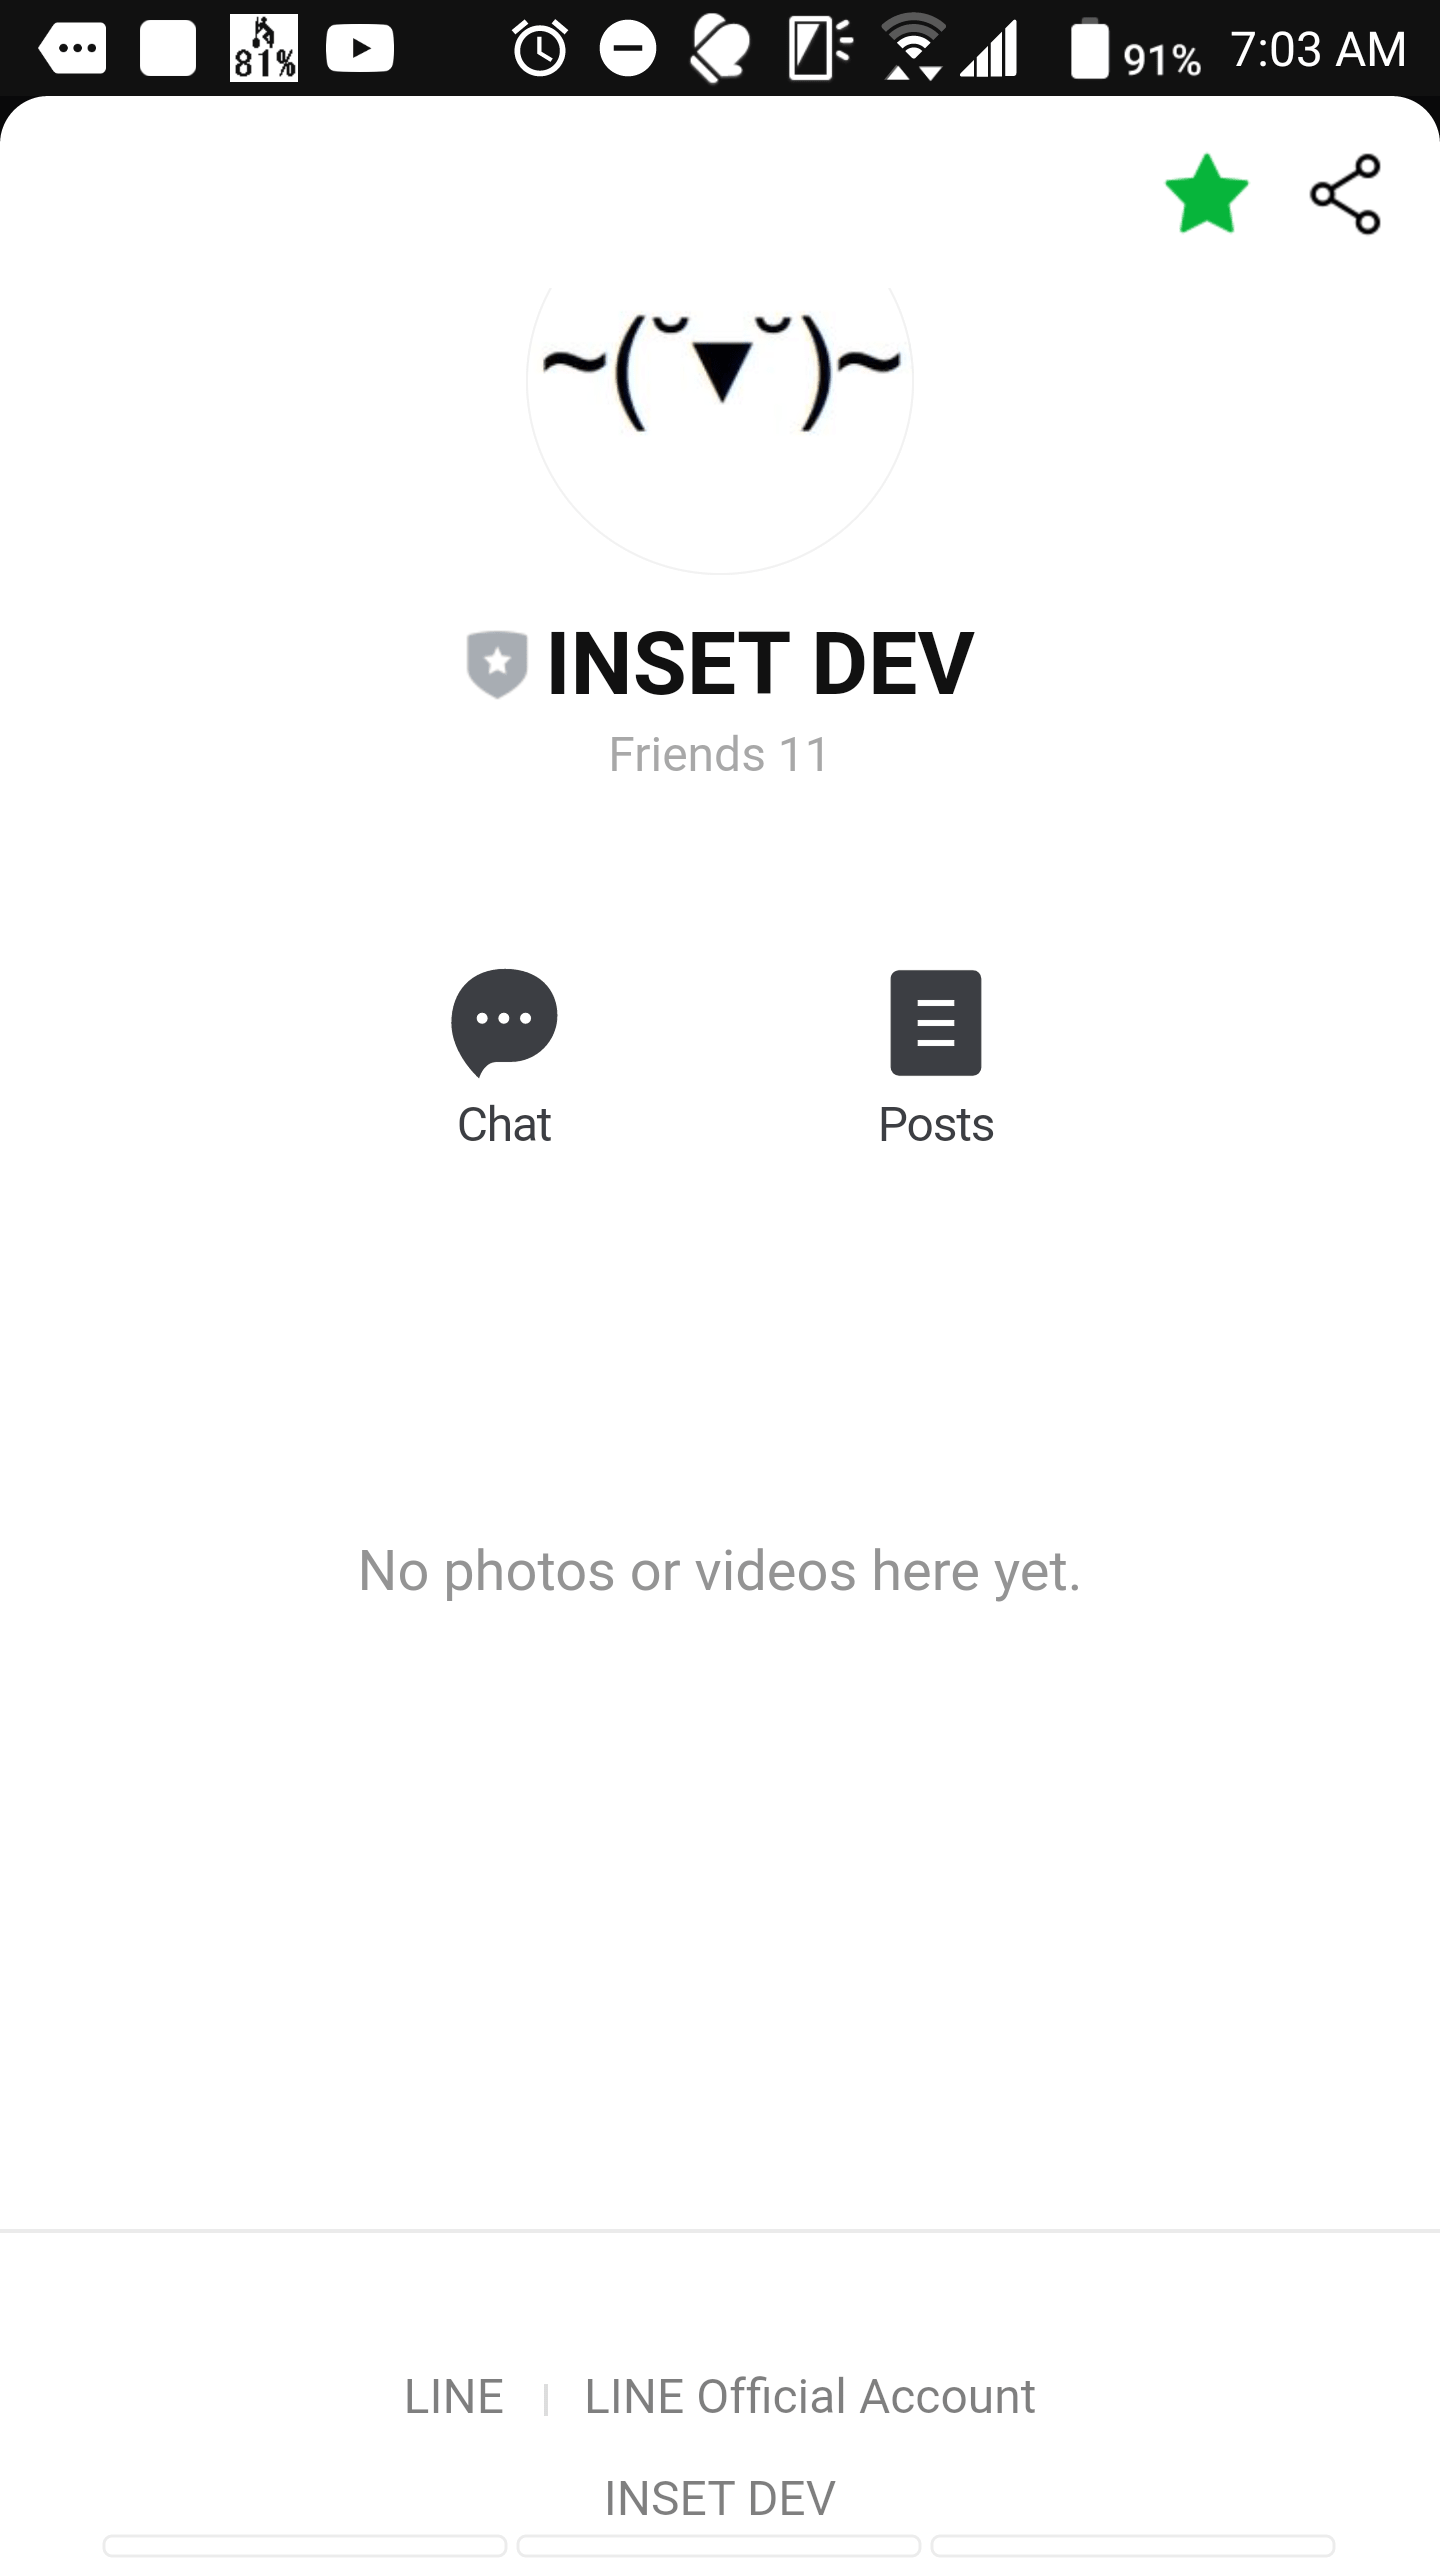 81%
91% 7:03 AM
~(˘▼˘)~
INSET DEV
Friends 11
Chat
Posts
No photos or videos here yet.
LINE | LINE Official Account
INSET DEV